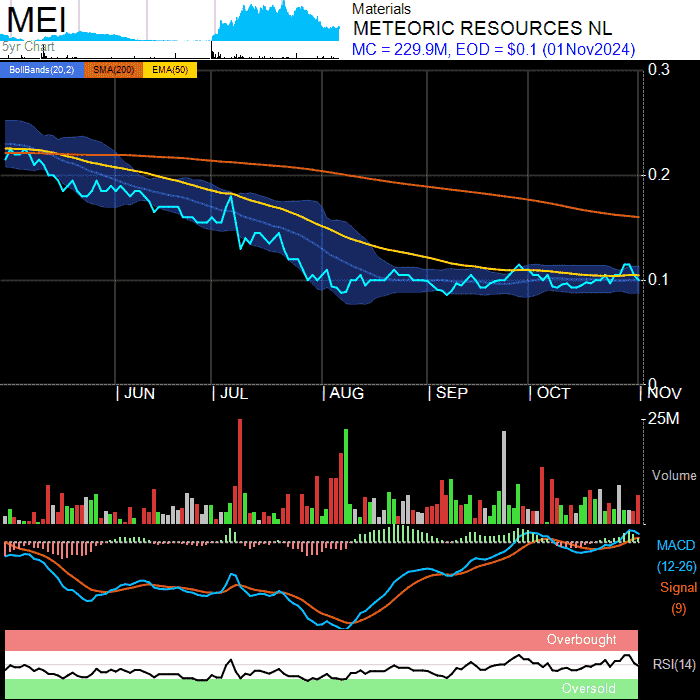 MEI
5yr Chart
Materials
METEORIC RESOURCES NL
MC = 229.9M, EOD = $0.1 (01Nov2024)
BollBands(20,2) SMA(200) EMA(50)
0.3
0.2
0.1
0
JUN JUL AUG SEP OCT NOV
25M
Volume
MACD
(12-26)
Signal
(9)
Overbought
RSI(14)
Oversold